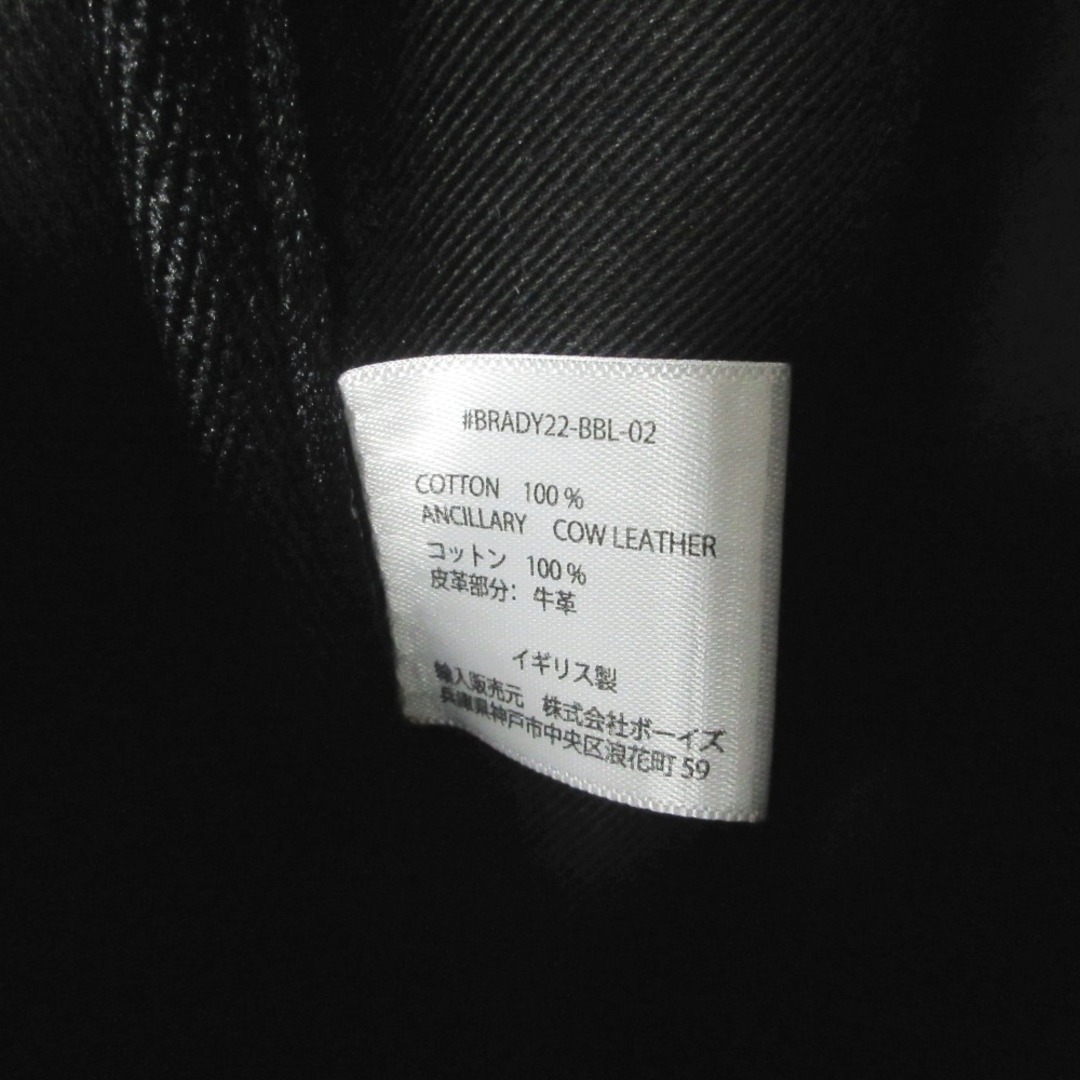 #BRADY22-BBL-02
COTTON 100%
ANCILLARY COW LEATHER
コットン 100%
皮革部分: 牛革
イギリス製
輸入販売元 株式会社ボーイズ
兵庫県神戸市中央区浪花町 59